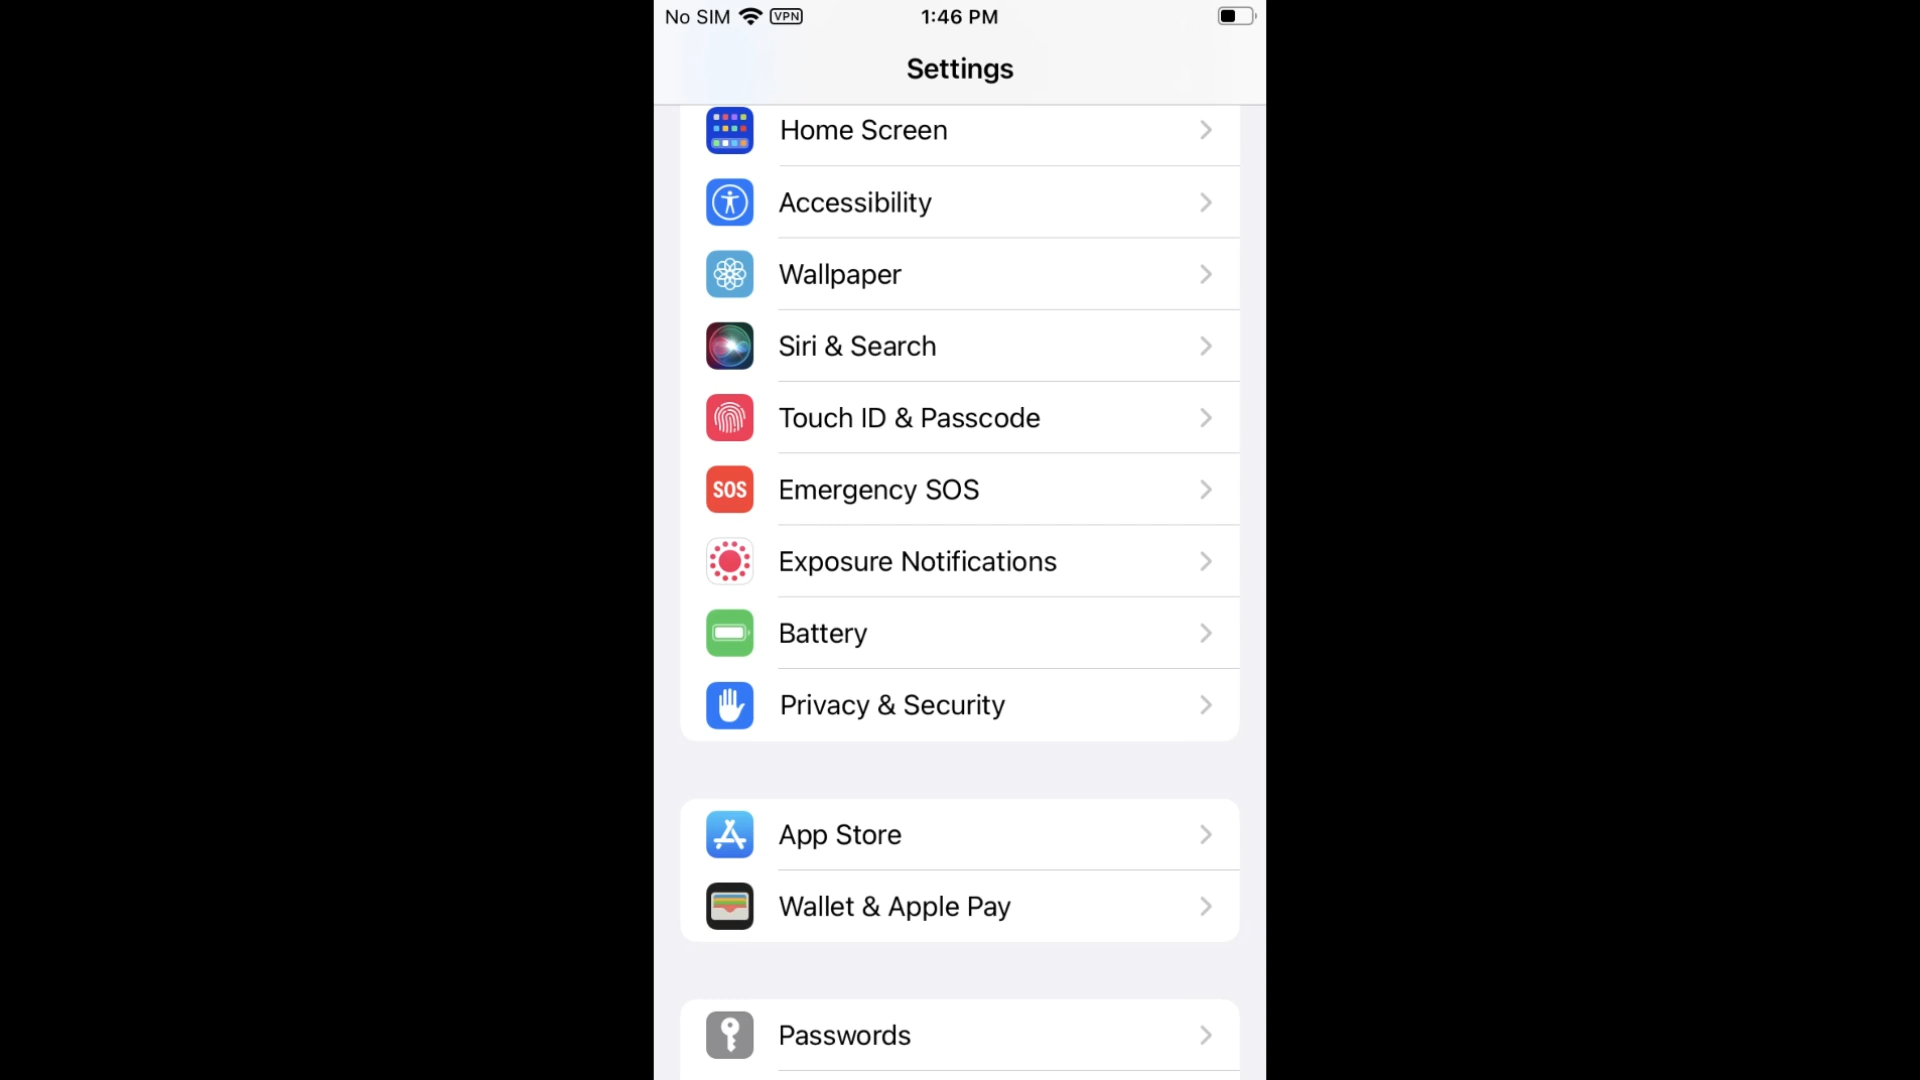 No SIM VPN 1:46 PM
Settings
Home Screen
Accessibility
Wallpaper
Siri & Search
Touch ID & Passcode
SOS Emergency SOS
Exposure Notifications
Battery
Privacy & Security
App Store
Wallet & Apple Pay
Passwords